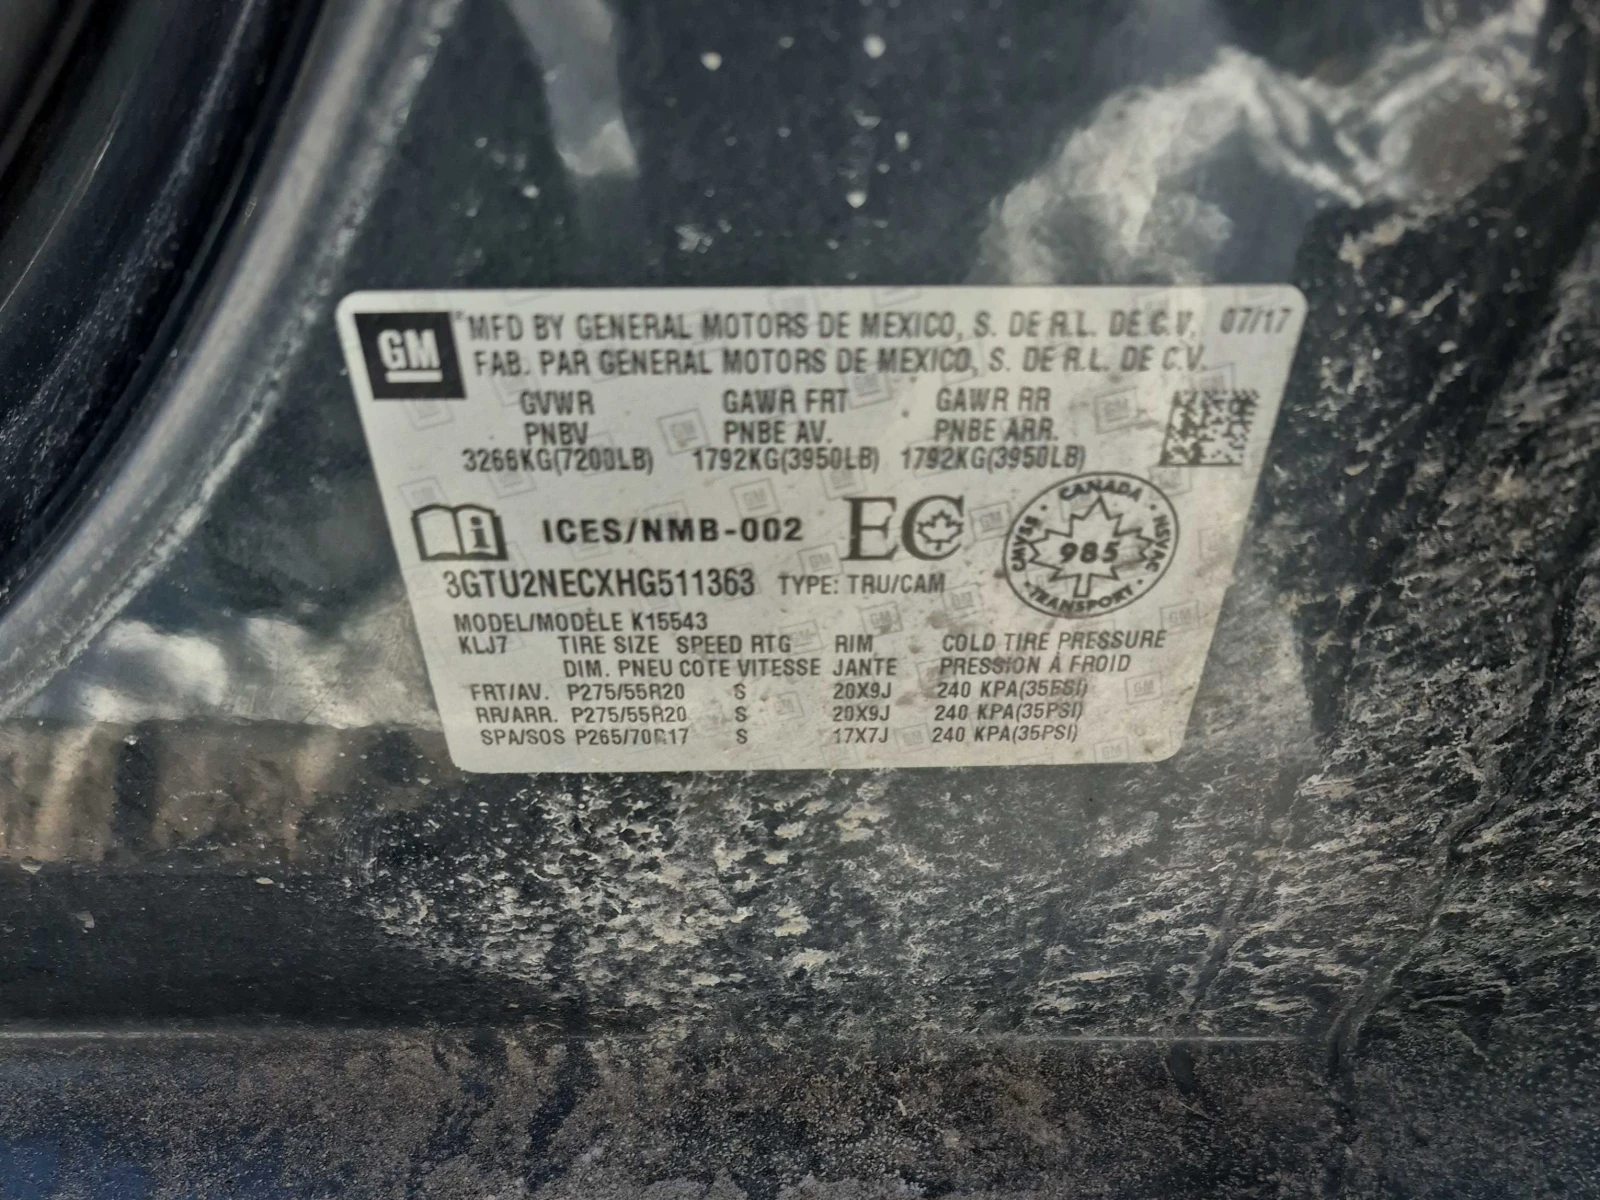 GM MFD BY GENERAL MOTORS DE MEXICO, S. DE R.L. DE C.V. 07/17
FAB. PAR GENERAL MOTORS DE MEXICO, S. DE R.L. DE C.V.
GVWR GAWR FRT GAWR RR
PNBV PNBE AV. PNBE ARR.
3266KG(7200LB) 1792KG(3950LB) 1792KG(3950LB)
ICES/NMB-002 EC
CANADA
CMVSS 985 NSVAC
TRANSPORT
3GTU2NECXHG511363 TYPE: TRU/CAM
MODEL/MODÈLE K15543
KLJ7 TIRE SIZE SPEED RTG RIM COLD TIRE PRESSURE
DIM. PNEU COTE VITESSE JANTE PRESSION À FROID
FRT/AV. P275/55R20 S 20X9J 240 KPA(35PSI)
RR/ARR. P275/55R20 S 20X9J 240 KPA(35PSI)
SPA/SOS P265/70R17 S 17X7J 240 KPA(35PSI)